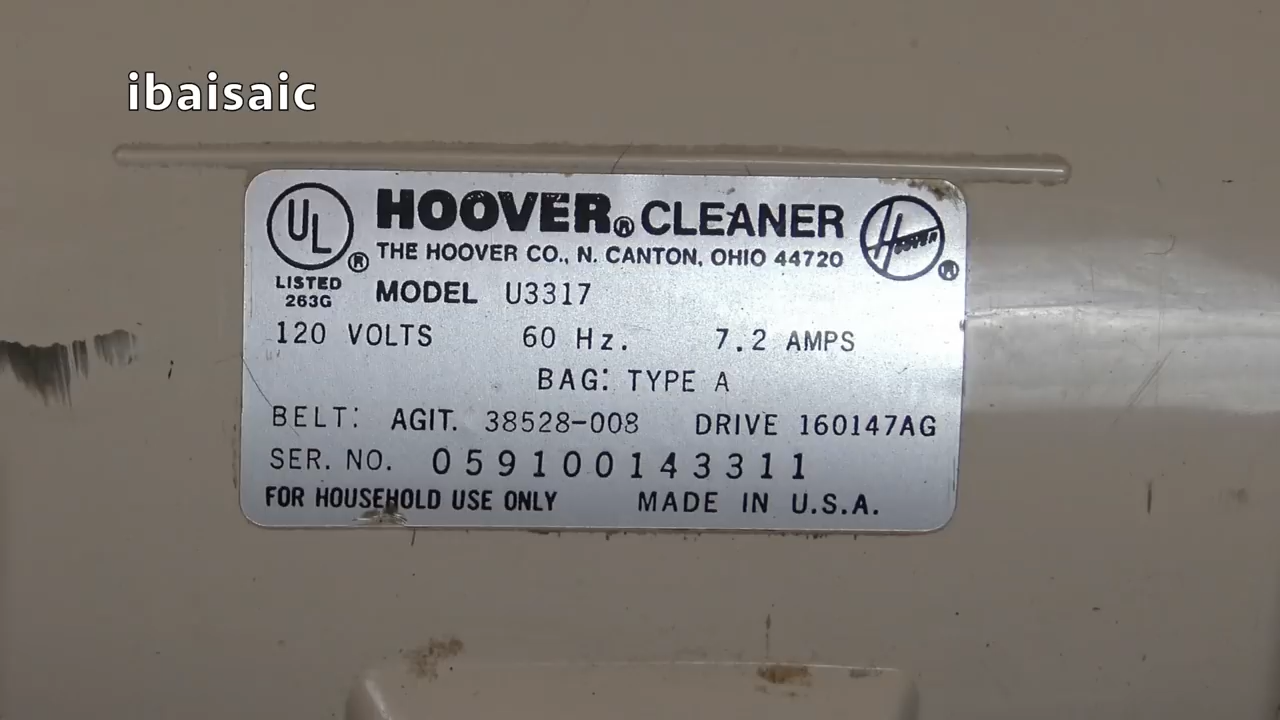 ibaisaic
UL ®
LISTED
263G
HOOVER® CLEANER
THE HOOVER CO., N. CANTON, OHIO 44720
Hoover ®
MODEL U3317
120 VOLTS 60 Hz. 7.2 AMPS
BAG: TYPE A
BELT: AGIT. 38528-008 DRIVE 160147AG
SER. NO. 059100143311
FOR HOUSEHOLD USE ONLY MADE IN U.S.A.